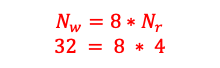 N_w = 8 * N_r
32 = 8 * 4